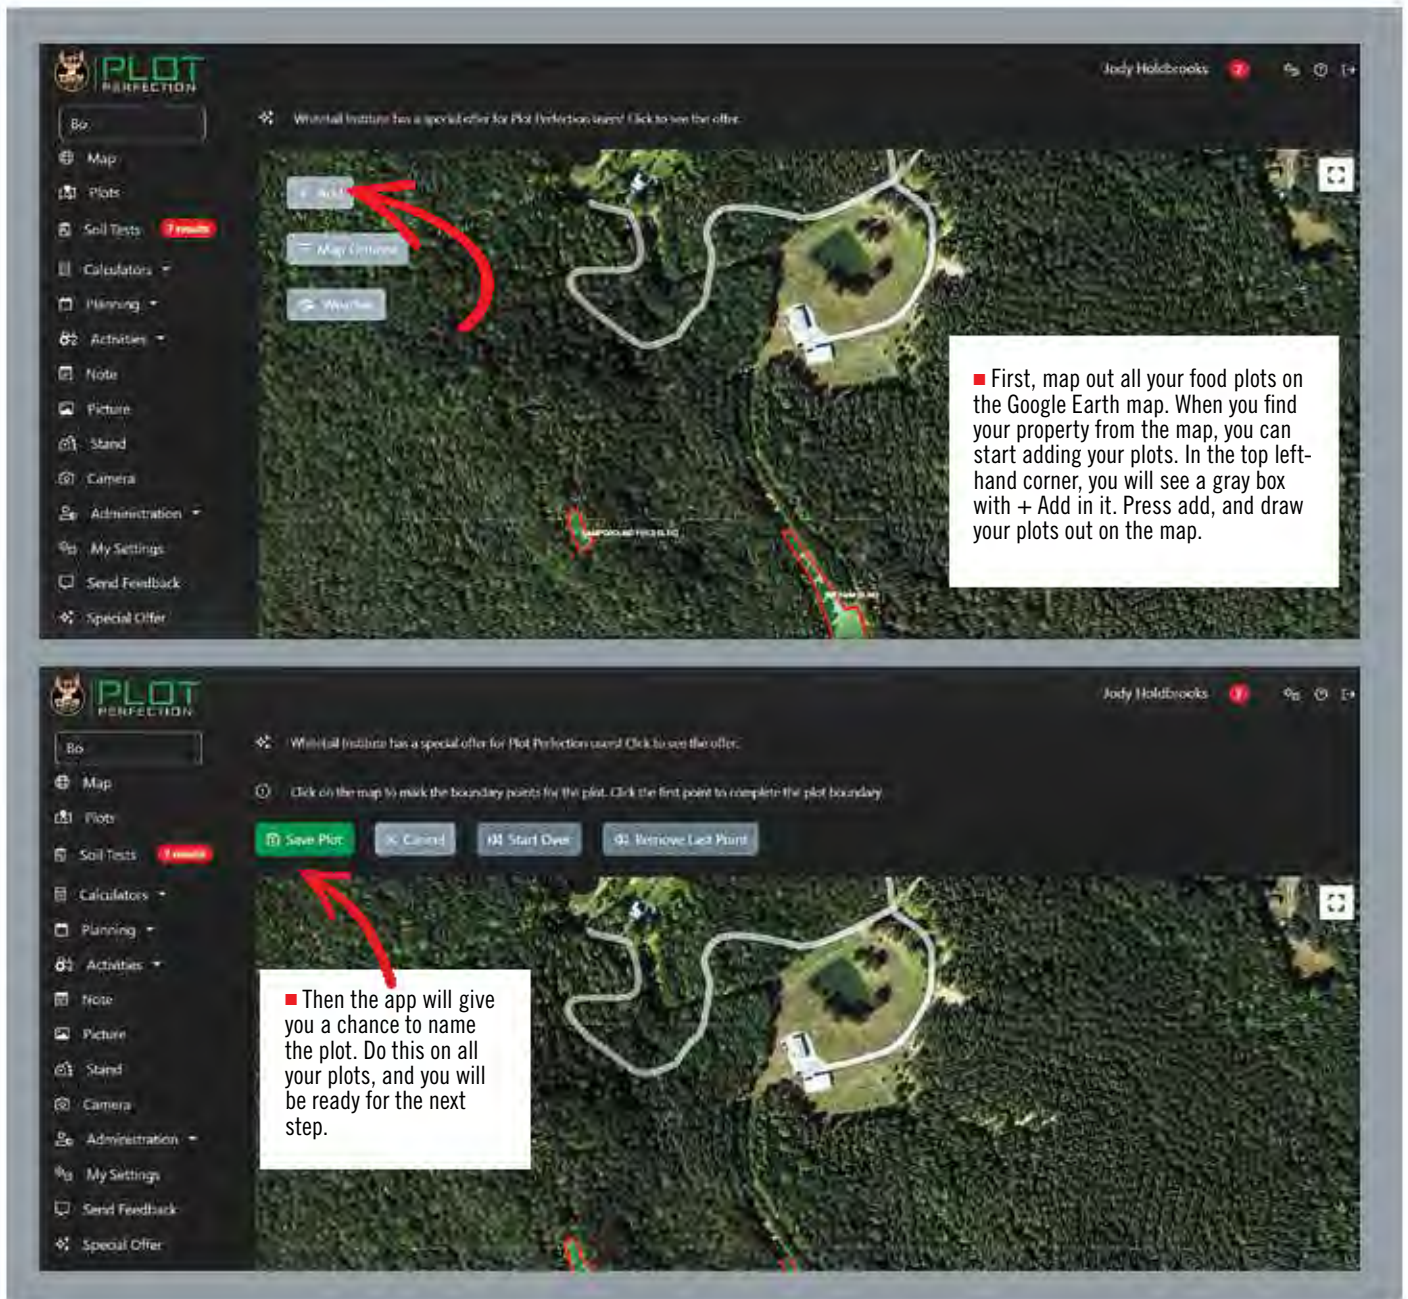 PLOT
PERFECTION
Jody Holdbrooks
Bo
Whitetail Institute has a special offer for Plot Perfection users! Click to see the offer.
Map
Plots
Soil Tests 7 results
Calculators
Planning
Activities
Note
Picture
Stand
Camera
Administration
My Settings
Send Feedback
Special Offer
+ Add
Map Options
Weather
■ First, map out all your food plots on
the Google Earth map. When you find
your property from the map, you can
start adding your plots. In the top left-
hand corner, you will see a gray box
with + Add in it. Press add, and draw
your plots out on the map.
PLOT
PERFECTION
Jody Holdbrooks
Bo
Whitetail Institute has a special offer for Plot Perfection users! Click to see the offer.
Click on the map to mark the boundary points for the plot. Click the first point to complete the plot boundary.
Save Plot
Cancel
Start Over
Remove Last Point
Map
Plots
Soil Tests 7 results
Calculators
Planning
Activities
Note
Picture
Stand
Camera
Administration
My Settings
Send Feedback
Special Offer
■ Then the app will give
you a chance to name
the plot. Do this on all
your plots, and you will
be ready for the next
step.